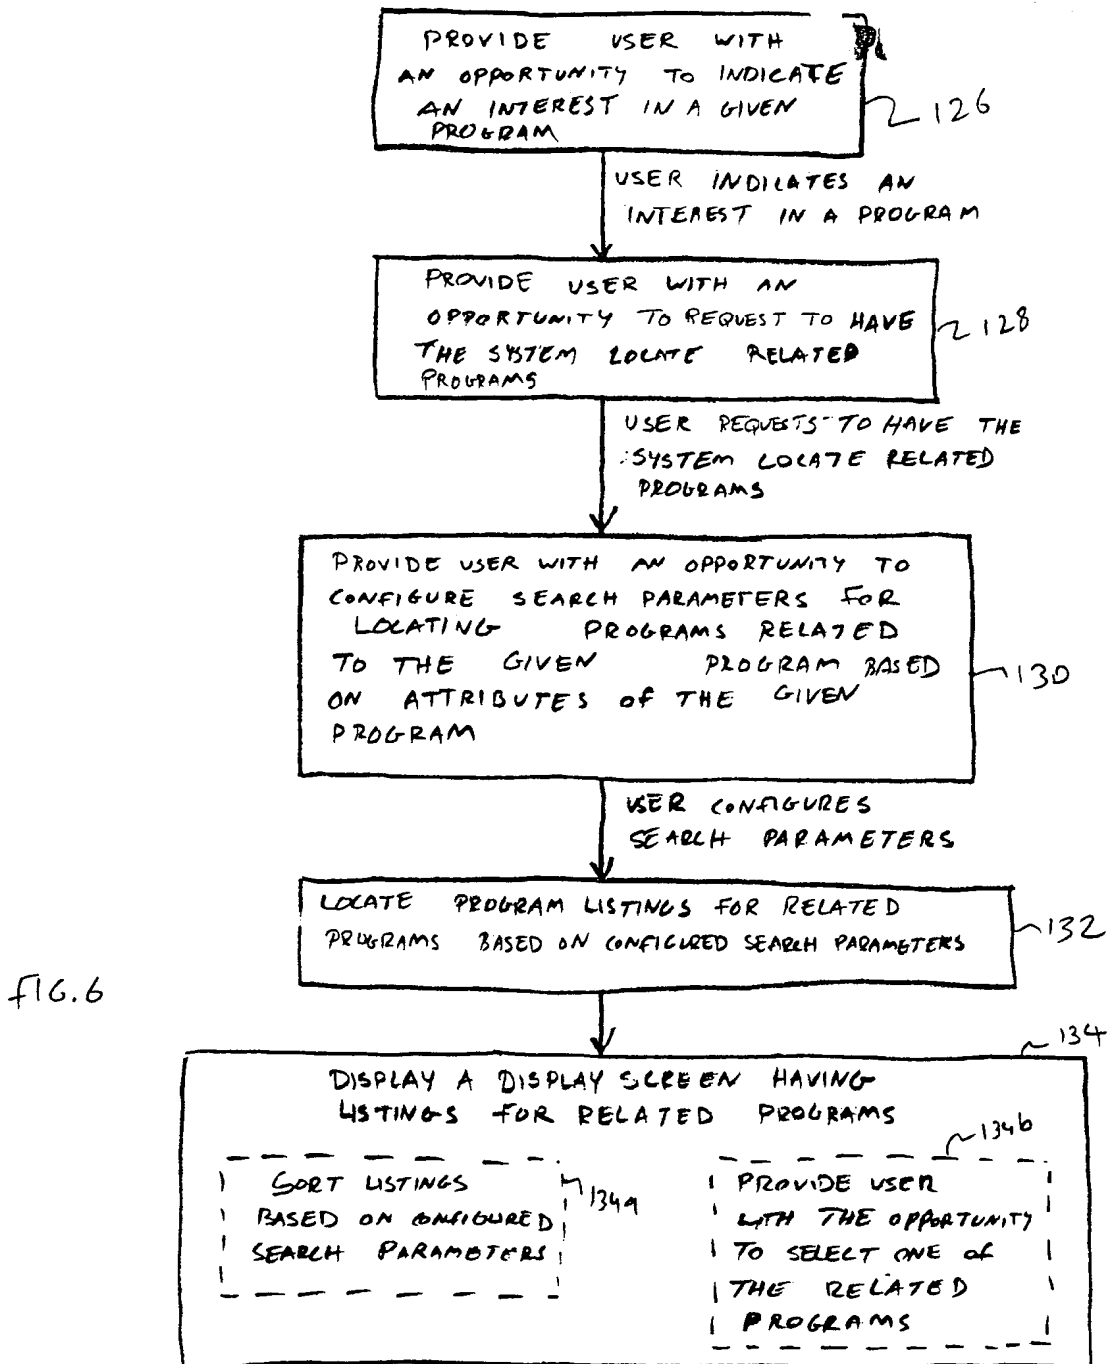 PROVIDE USER WITH
AN OPPORTUNITY TO INDICATE
AN INTEREST IN A GIVEN
PROGRAM
126
USER INDICATES AN
INTEREST IN A PROGRAM
PROVIDE USER WITH AN
OPPORTUNITY TO REQUEST TO HAVE
THE SYSTEM LOCATE RELATED
PROGRAMS
128
USER REQUESTS TO HAVE THE
SYSTEM LOCATE RELATED
PROGRAMS
PROVIDE USER WITH AN OPPORTUNITY TO
CONFIGURE SEARCH PARAMETERS FOR
LOCATING PROGRAMS RELATED
TO THE GIVEN PROGRAM BASED
ON ATTRIBUTES OF THE GIVEN
PROGRAM
130
USER CONFIGURES
SEARCH PARAMETERS
LOCATE PROGRAM LISTINGS FOR RELATED
PROGRAMS BASED ON CONFIGURED SEARCH PARAMETERS
132
FIG.6
134
DISPLAY A DISPLAY SCREEN HAVING
LISTINGS FOR RELATED PROGRAMS
SORT LISTINGS
BASED ON CONFIGURED
SEARCH PARAMETERS
134a
134b
PROVIDE USER
WITH THE OPPORTUNITY
TO SELECT ONE OF
THE RELATED
PROGRAMS